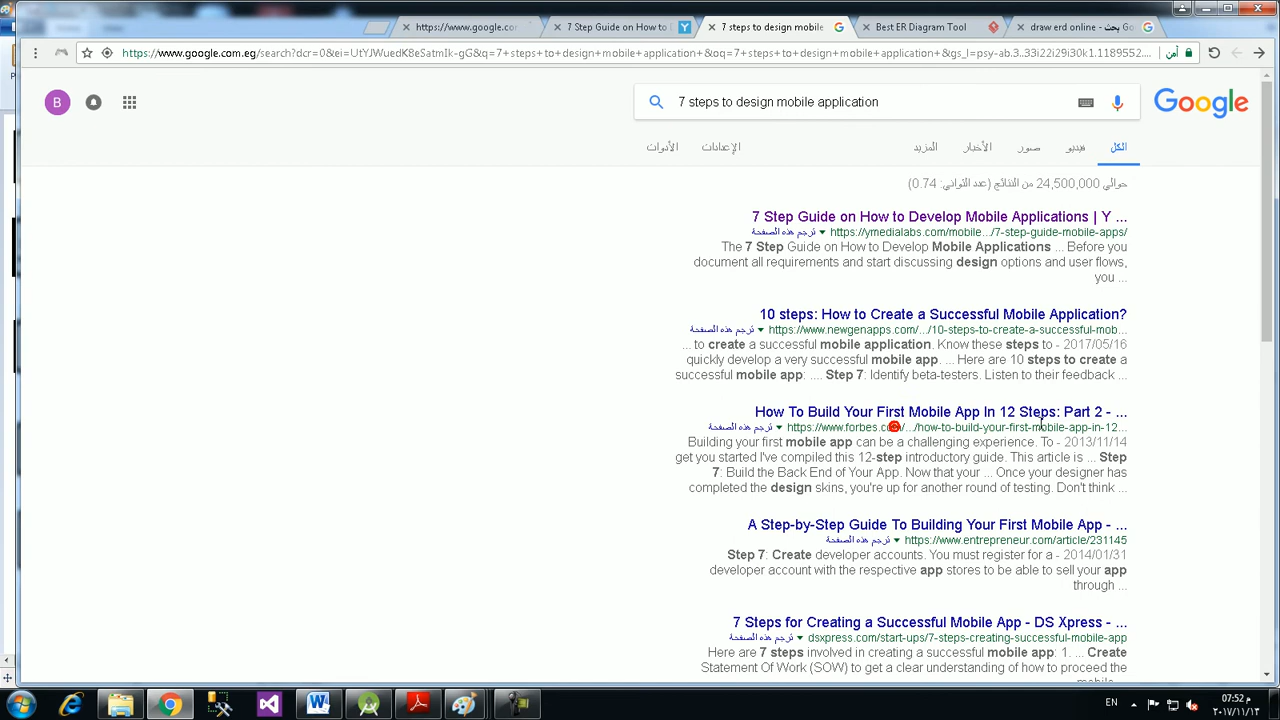 https://www.google.co
7 Step Guide on How to
7 steps to design mobile
Best ER Diagram Tool
draw erd online - بحث Go
https://www.google.com.eg/search?dcr=0&ei=UtYJWuedK8eSatmIk-gG&q=7+steps+to+design+mobile+application+&oq=7+steps+to+design+mobile+application+&gs_l=psy-ab.3..33i22i29i30k1.1189552....
آمن
B
7 steps to design mobile application
Google
الكل فيديو صور الأخبار المزيد الإعدادات الأدوات
حوالي 24,500,000 من النتائج (عدد الثواني: 0.74)
7 Step Guide on How to Develop Mobile Applications | Y ...
https://ymedialabs.com/mobile.../7-step-guide-mobile-apps/ ترجم هذه الصفحة
The 7 Step Guide on How to Develop Mobile Applications ... Before you
document all requirements and start discussing design options and user flows,
you ...
10 steps: How to Create a Successful Mobile Application?
https://www.newgenapps.com/.../10-steps-to-create-a-successful-mob... ترجم هذه الصفحة
... to create a successful mobile application. Know these steps to - 2017/05/16
quickly develop a very successful mobile app. ... Here are 10 steps to create a
successful mobile app: .... Step 7: Identify beta-testers. Listen to their feedback ...
How To Build Your First Mobile App In 12 Steps: Part 2 - ...
https://www.forbes.com/.../how-to-build-your-first-mobile-app-in-12... ترجم هذه الصفحة
Building your first mobile app can be a challenging experience. To - 2013/11/14
get you started I've compiled this 12-step introductory guide. This article is ... Step
7: Build the Back End of Your App. Now that your ... Once your designer has
completed the design skins, you're up for another round of testing. Don't think ...
A Step-by-Step Guide To Building Your First Mobile App - ...
https://www.entrepreneur.com/article/231145 ترجم هذه الصفحة
Step 7: Create developer accounts. You must register for a - 2014/01/31
developer account with the respective app stores to be able to sell your app
through ...
7 Steps for Creating a Successful Mobile App - DS Xpress - ...
dsxpress.com/start-ups/7-steps-creating-successful-mobile-app ترجم هذه الصفحة
Here are 7 steps involved in creating a successful mobile app: 1. ... Create
Statement Of Work (SOW) to get a clear understanding of how to proceed the
EN
07:52 م
٢٠١٧/١١/١٣